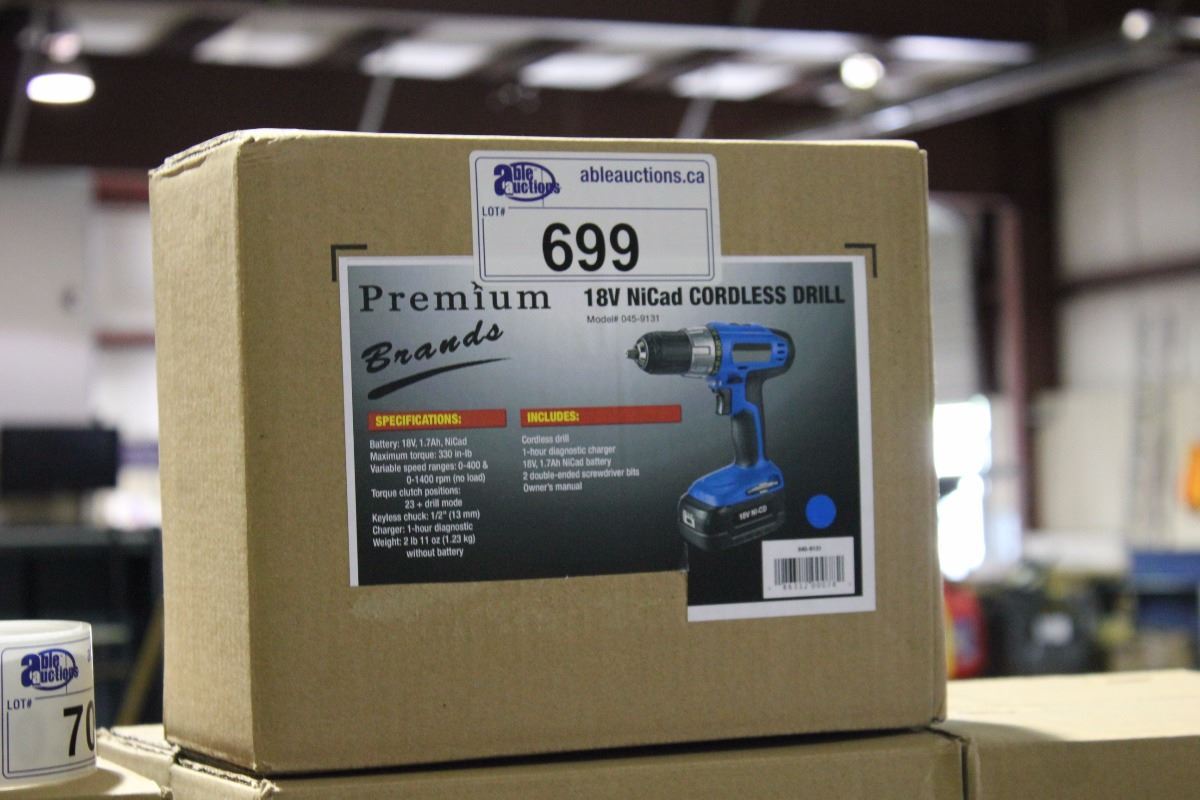 able auctions
ableauctions.ca
LOT#
699
Premium
Brands
18V NiCad CORDLESS DRILL
Model# 045-9131
SPECIFICATIONS:
Battery: 18V, 1.7Ah, NiCad
Maximum torque: 330 in-lb
Variable speed ranges: 0-400 &
0-1400 rpm (no load)
Torque clutch positions:
23 + drill mode
Keyless chuck: 1/2" (13 mm)
Charger: 1-hour diagnostic
Weight: 2 lb 11 oz (1.23 kg)
without battery
INCLUDES:
Cordless drill
1-hour diagnostic charger
18V, 1.7Ah NiCad battery
2 double-ended screwdriver bits
Owner's manual
18V NI-CD
045-9131
able auctions
LOT#
70